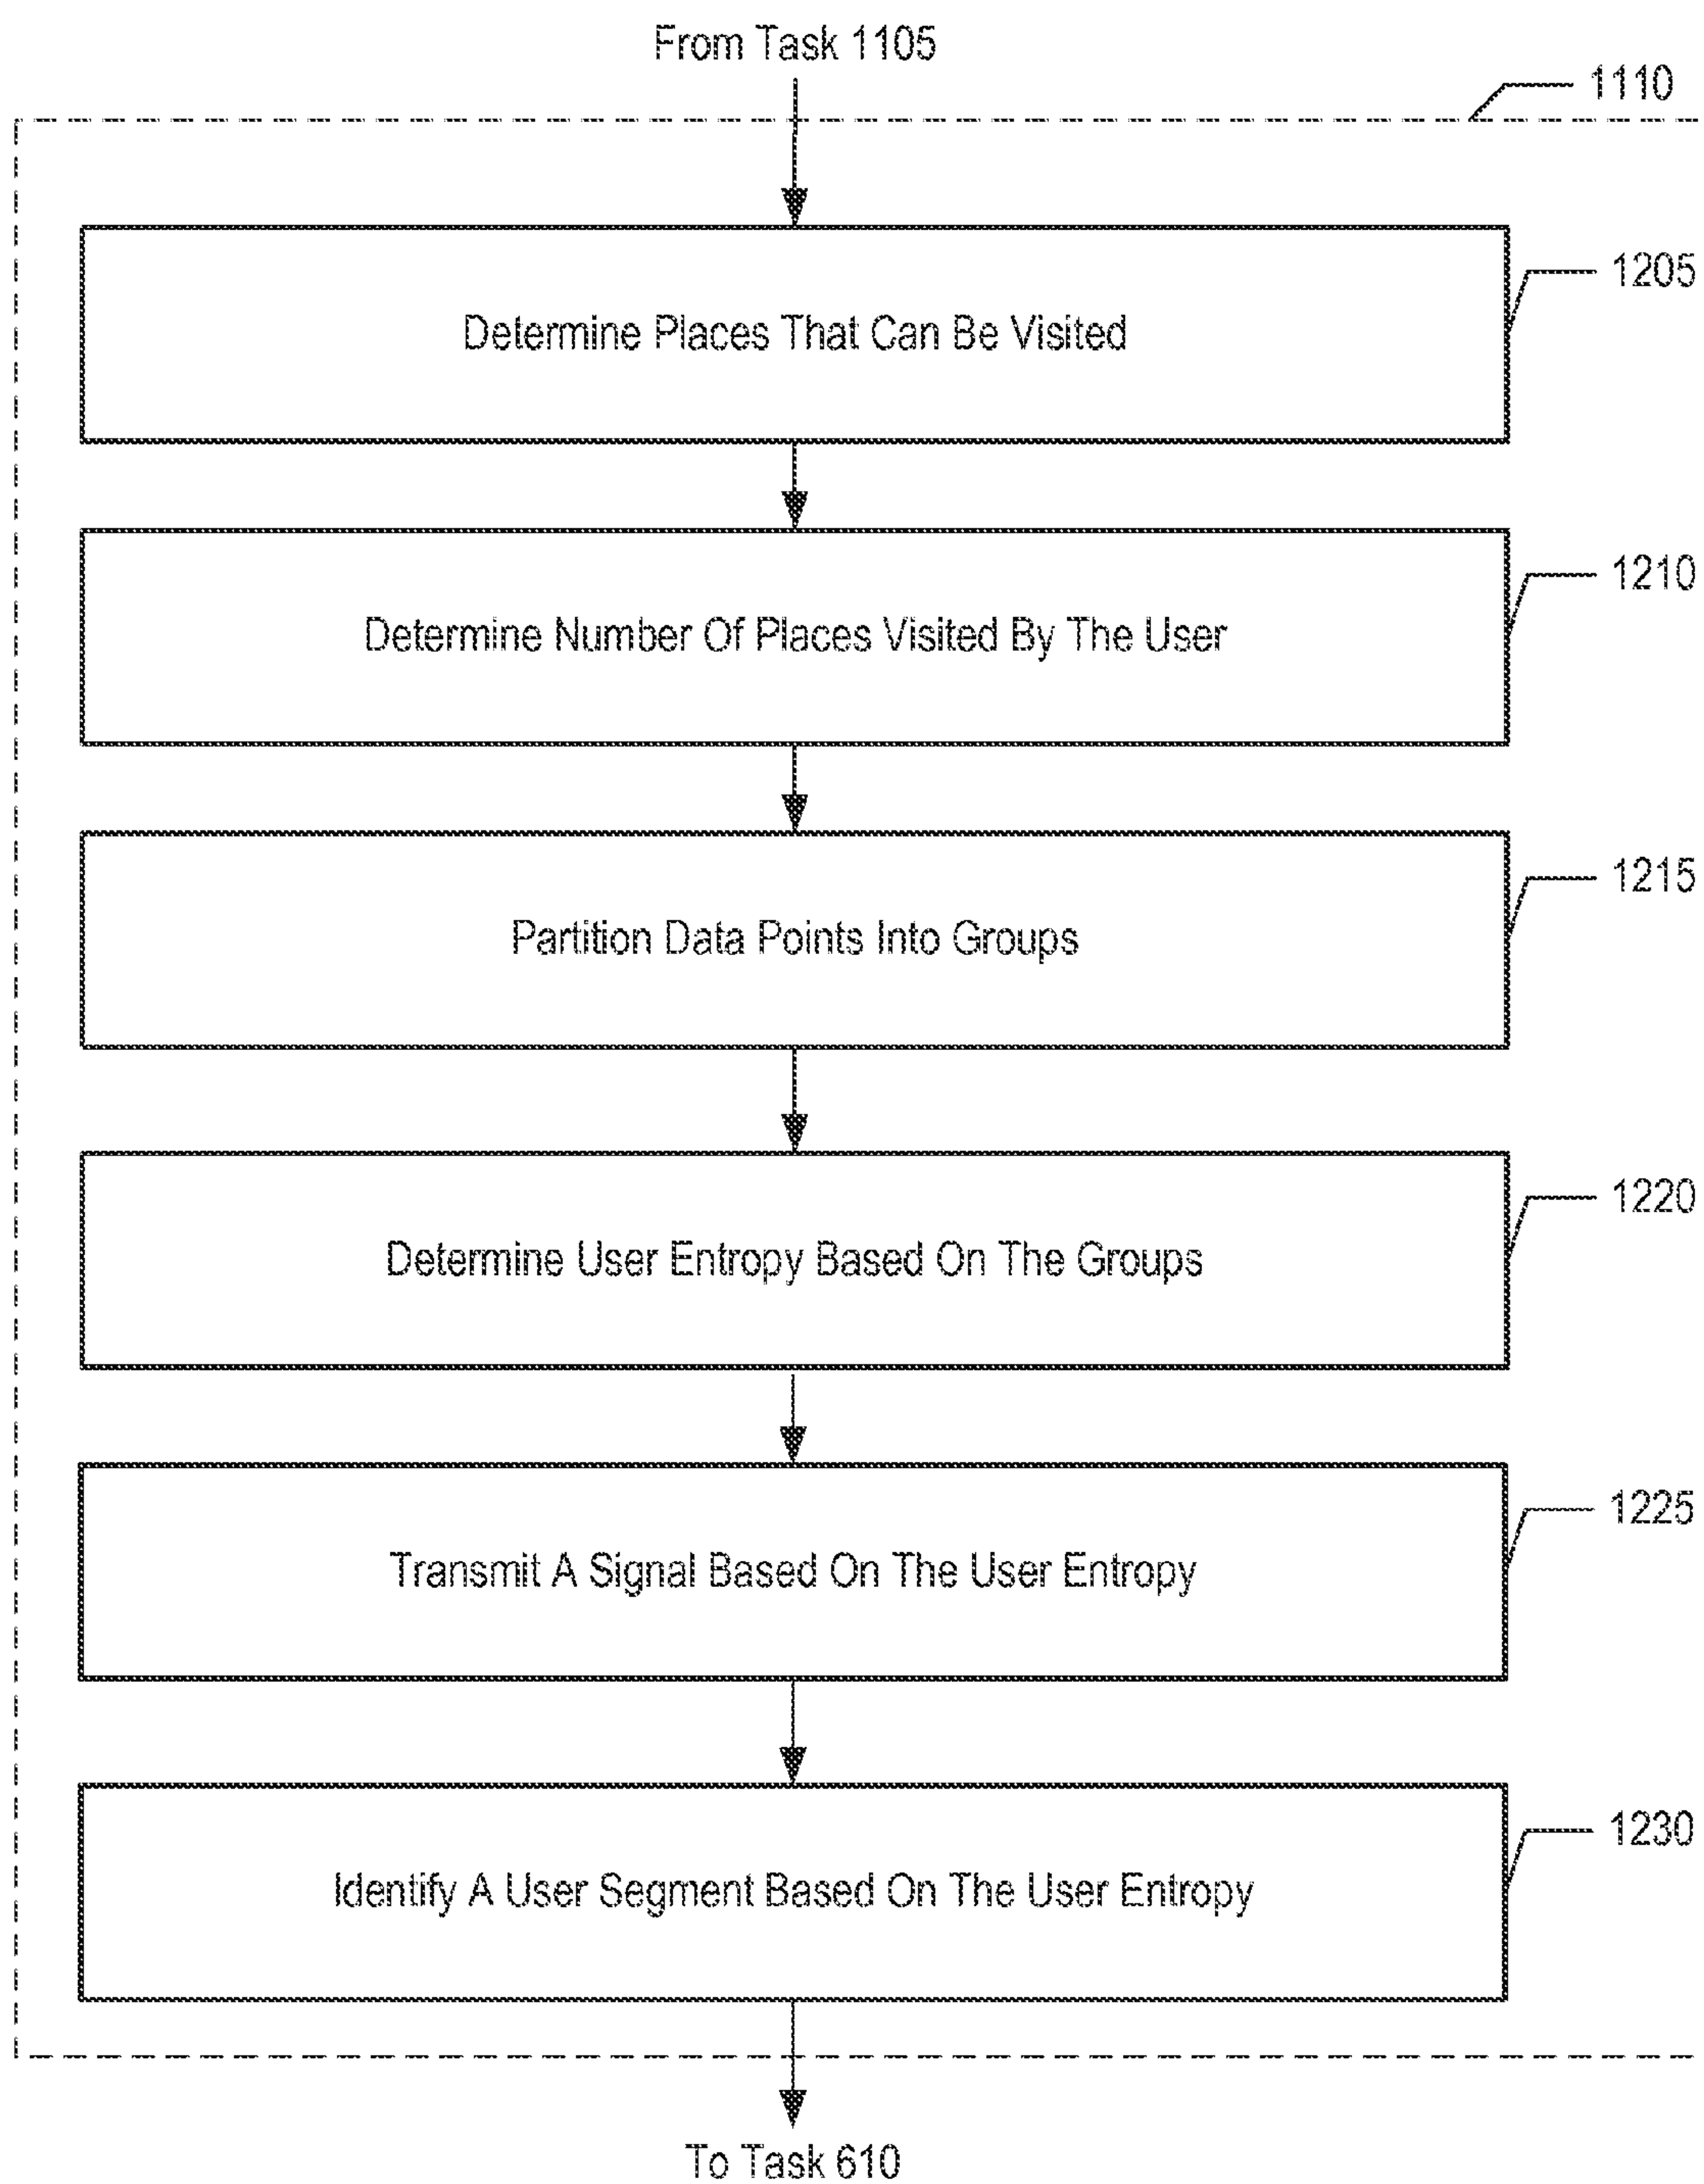 From Task 1105
1110
1205
Determine Places That Can Be Visited
1210
Determine Number Of Places Visited By The User
1215
Partition Data Points Into Groups
1220
Determine User Entropy Based On The Groups
1225
Transmit A Signal Based On The User Entropy
1230
Identify A User Segment Based On The User Entropy
To Task 610